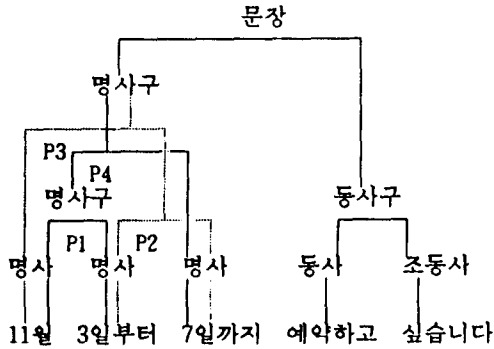 문장
명사구
P3
P4
명사구 동사구
P1 P2
명사 명사 명사 동사 조동사
11월 3일부터 7일까지 예약하고 싶습니다